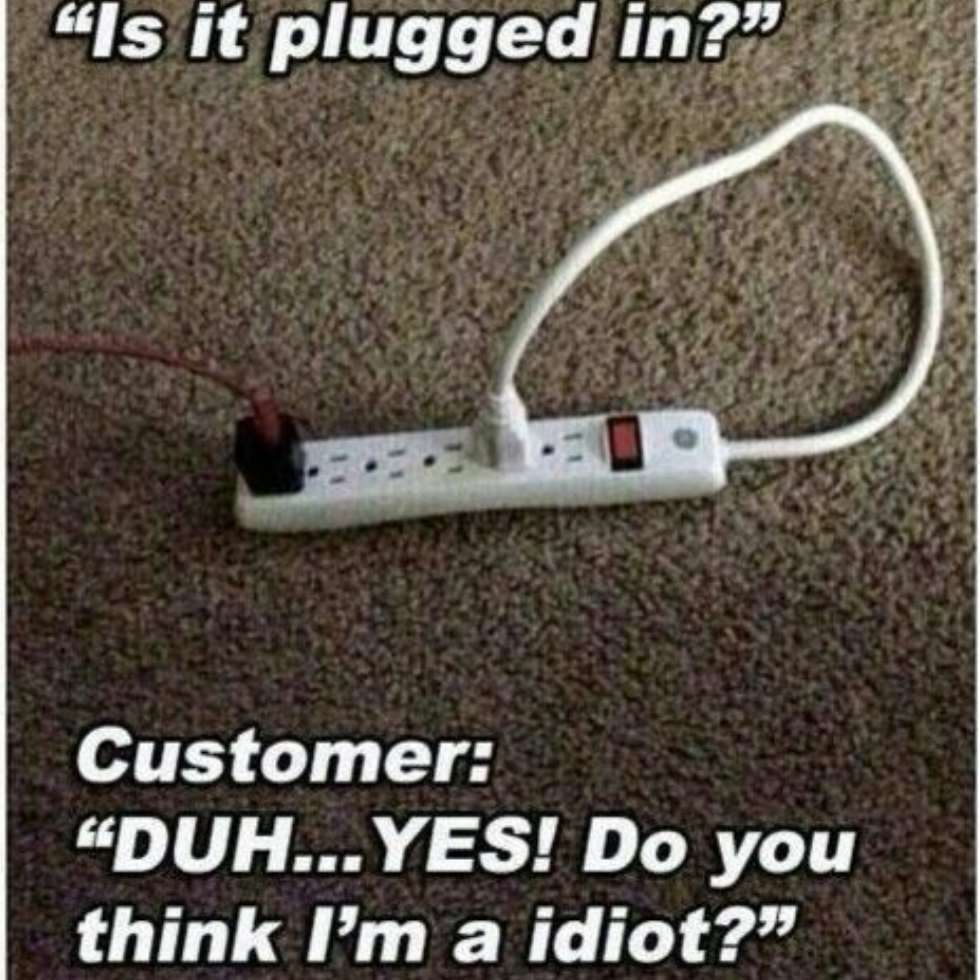 “Is it plugged in?”
Customer:
“DUH...YES! Do you
think I’m a idiot?”